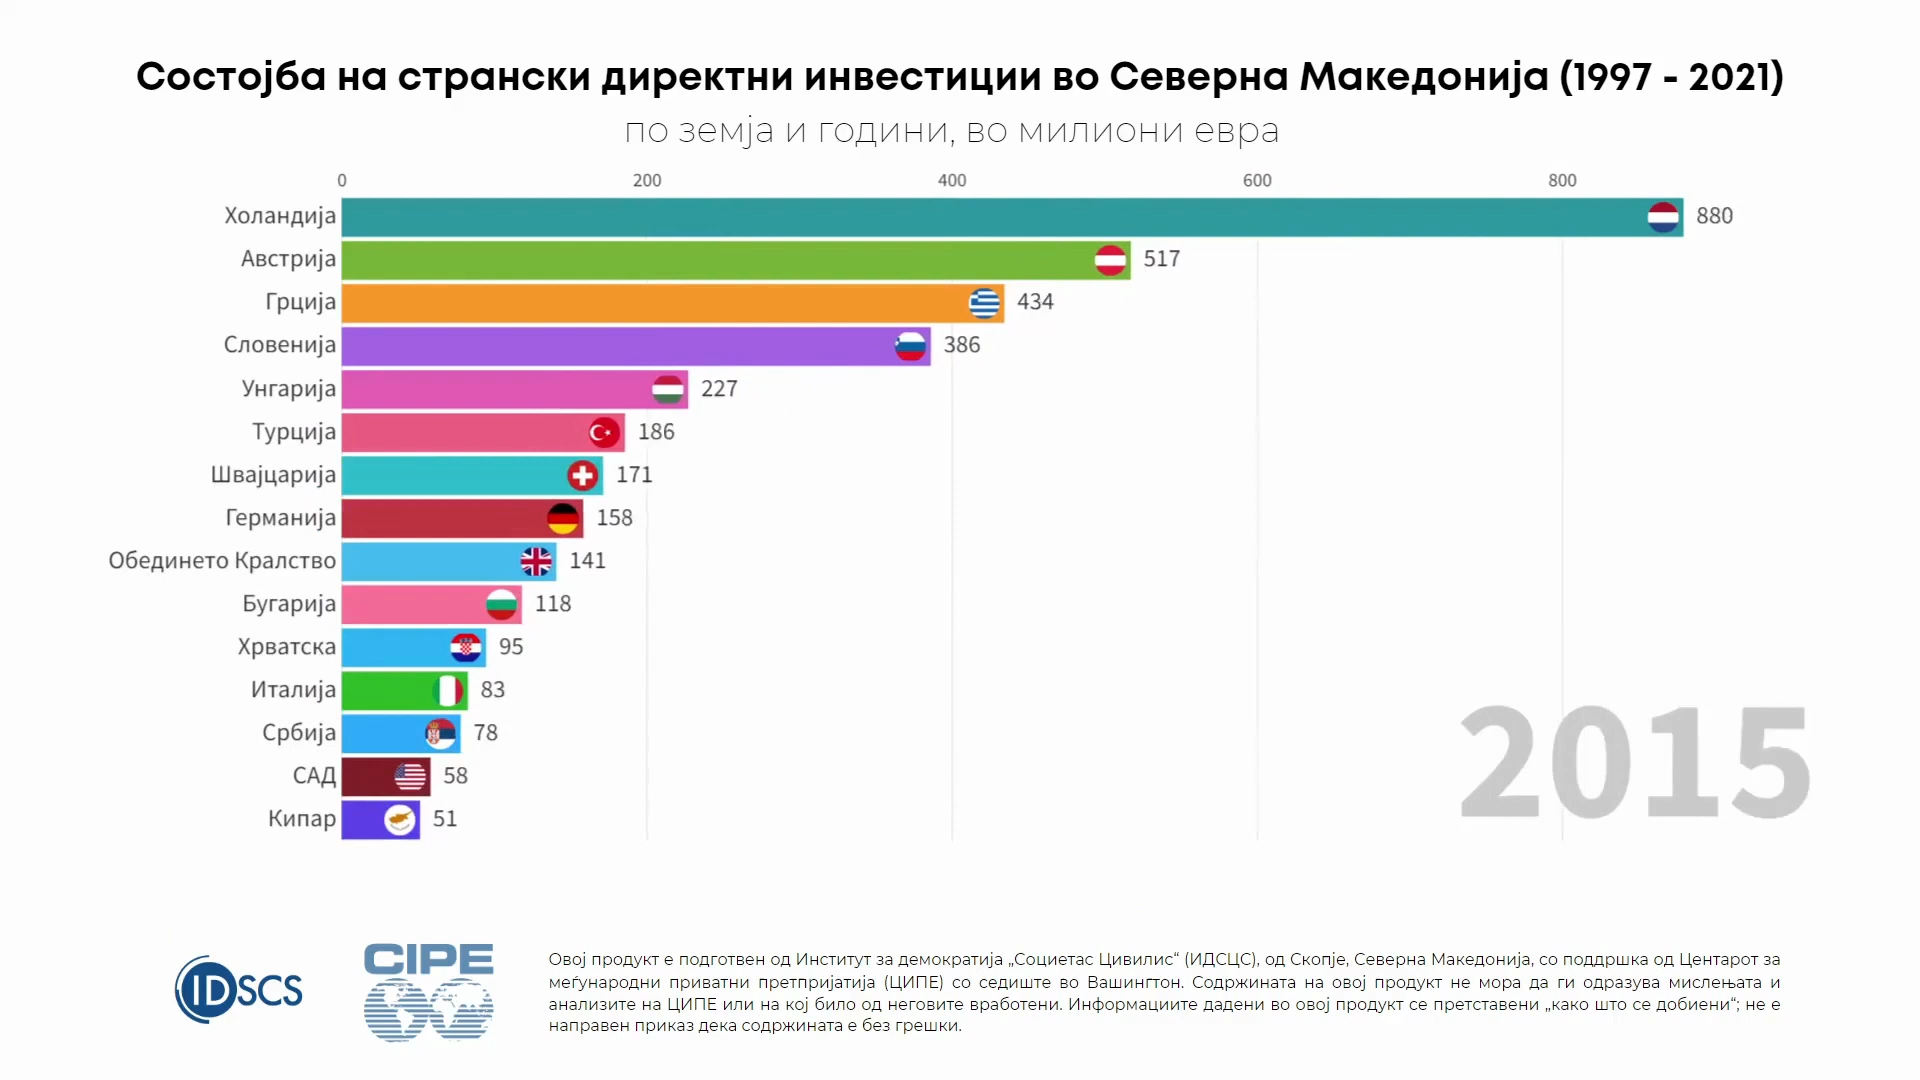 Состојба на странски директни инвестиции во Северна Македонија (1997 - 2021)
по земја и години, во милиони евра
0 200 400 600 800
Холандија 880
Австрија 517
Грција 434
Словенија 386
Унгарија 227
Турција 186
Швајцарија 171
Германија 158
Обединето Кралство 141
Бугарија 118
Хрватска 95
Италија 83
Србија 78
САД 58
Кипар 51
2015
IDSCS
CIPE
Овој продукт е подготвен од Институт за демократија „Социетас Цивилис“ (ИДСЦС), од Скопје, Северна Македонија, со поддршка од Центарот за
меѓународни приватни претпријатија (ЦИПЕ) со седиште во Вашингтон. Содржината на овој продукт не мора да ги одразува мислењата и
анализите на ЦИПЕ или на кој било од неговите вработени. Информациите дадени во овој продукт се претставени „како што се добиени“; не е
направен приказ дека содржината е без грешки.